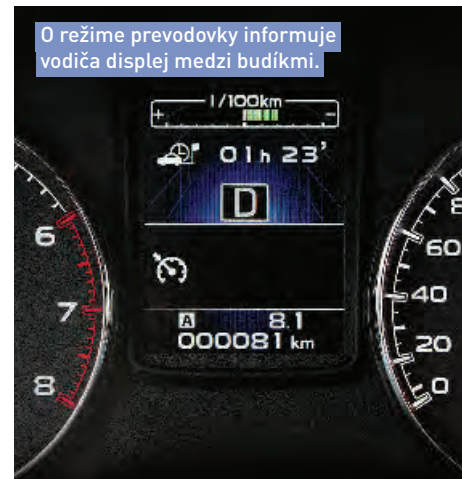 O režime prevodovky informuje
vodiča displej medzi budíkmi.
l/100km
+ -
01h 23'
D
6
7
8
A 8.1
000081 km
8
60
40
20
0